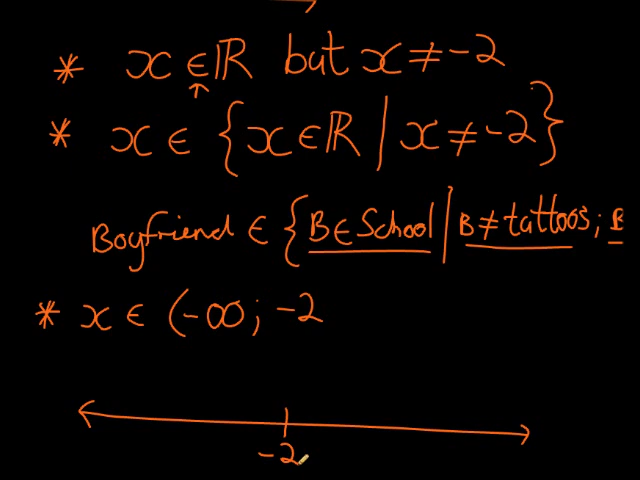 * x ∈ ℝ but x ≠ -2
* x ∈ {x ∈ ℝ | x ≠ -2}
Boyfriend ∈ {B ∈ School | B ≠ tattoos; B
* x ∈ (-∞; -2
-2